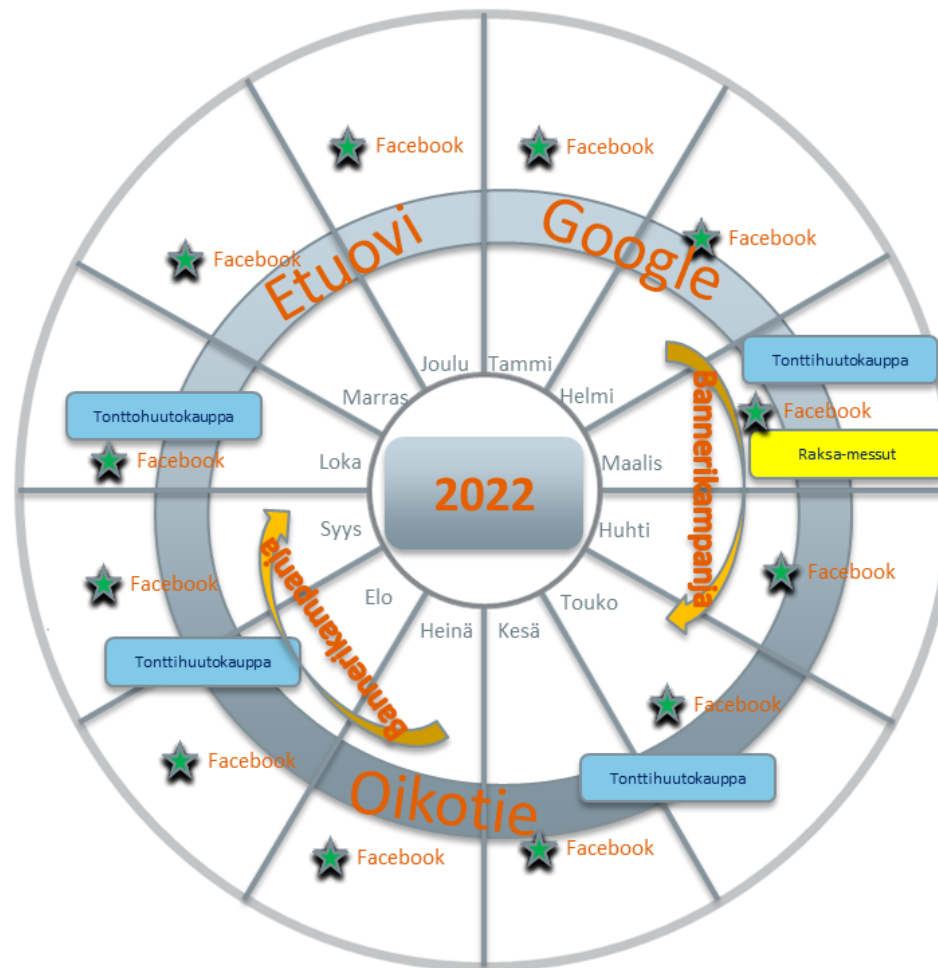 Facebook
Facebook
Etuovi
Google
Facebook
Facebook
Joulu
Tammi
Tonttihuutokauppa
Marras
Helmi
Tonttohuutokauppa
Facebook
Bannerikampanja
Facebook
Loka
Maalis
Raksa-messut
2022
Syys
Huhti
Facebook
Facebook
Bannerikampanja
Elo
Touko
Heinä
Kesä
Tonttihuutokauppa
Facebook
Facebook
Tonttihuutokauppa
Oikotie
Facebook
Facebook